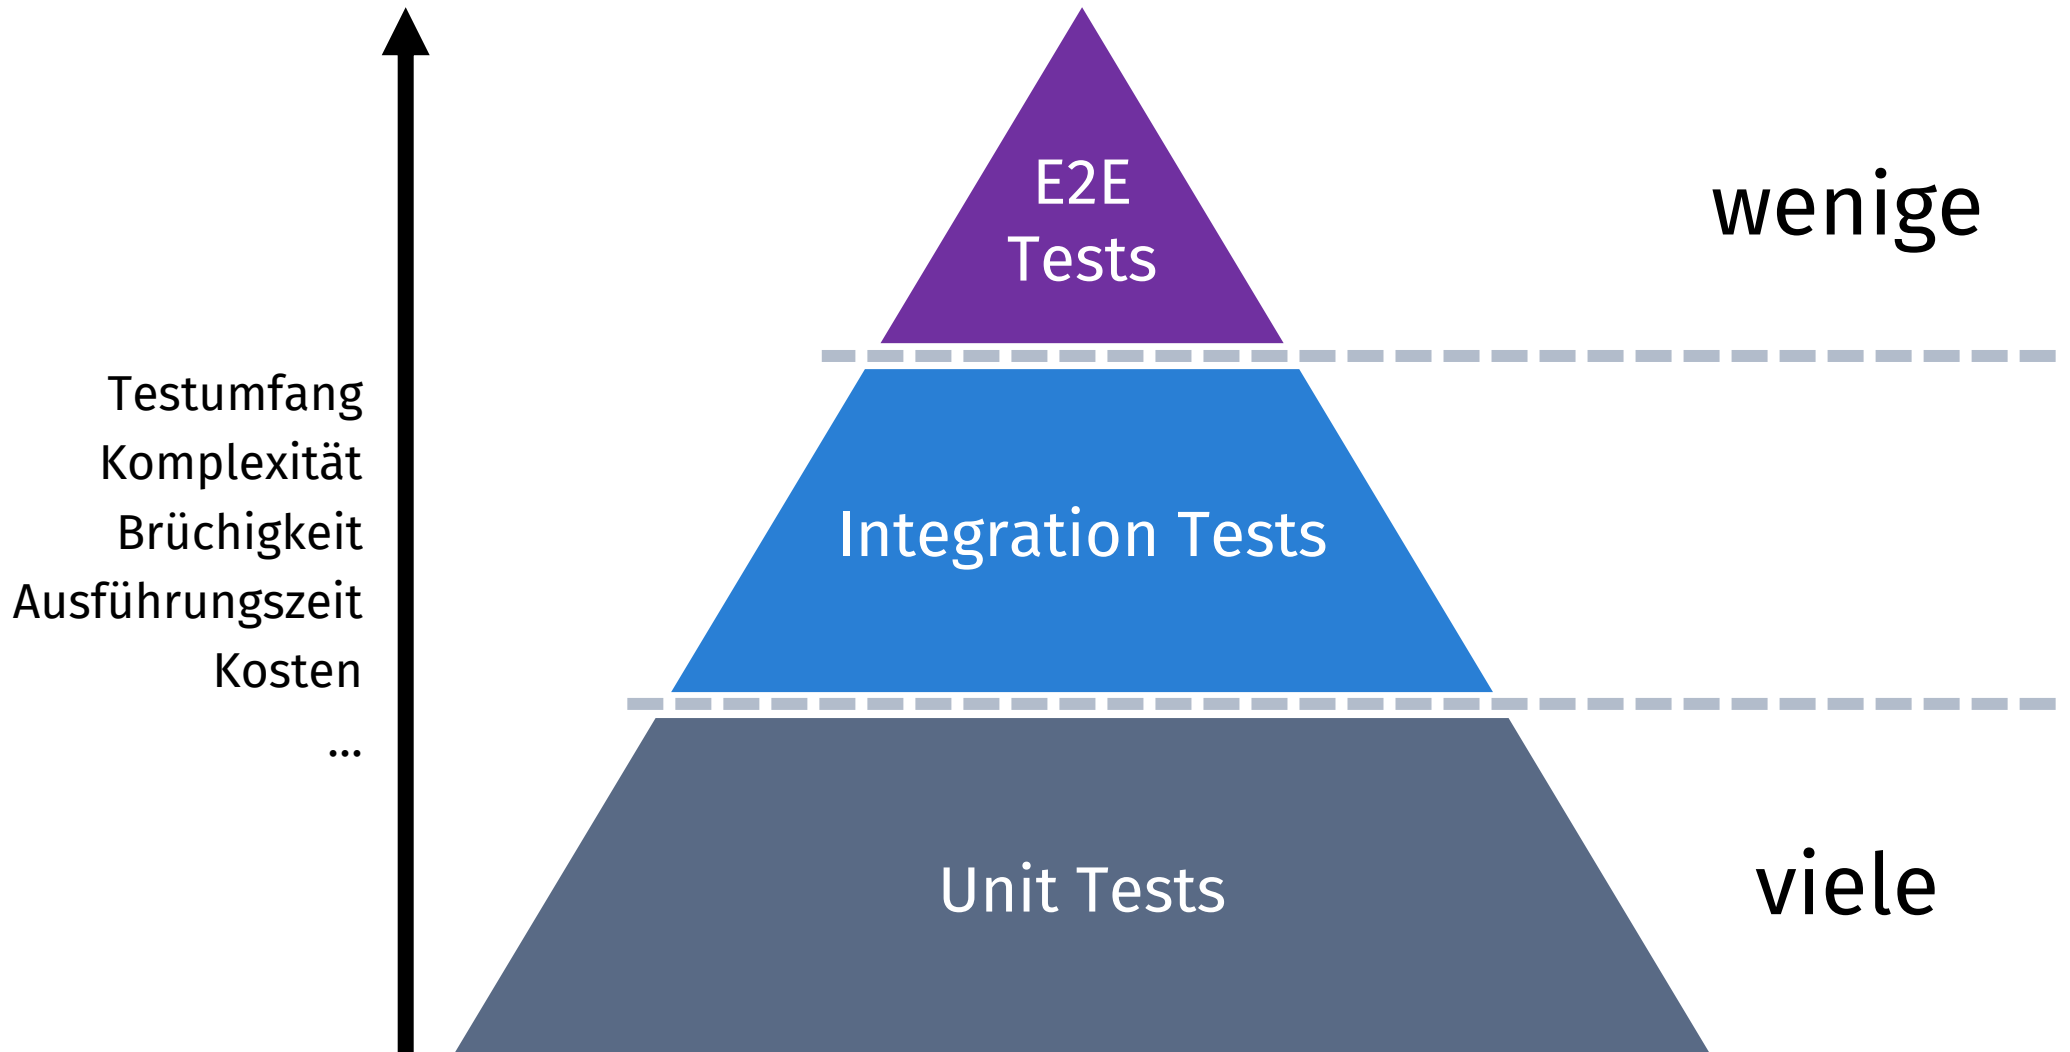 E2E
Tests
wenige
Testumfang
Komplexität
Brüchigkeit
Ausführungszeit
Kosten
...
Integration Tests
Unit Tests
viele